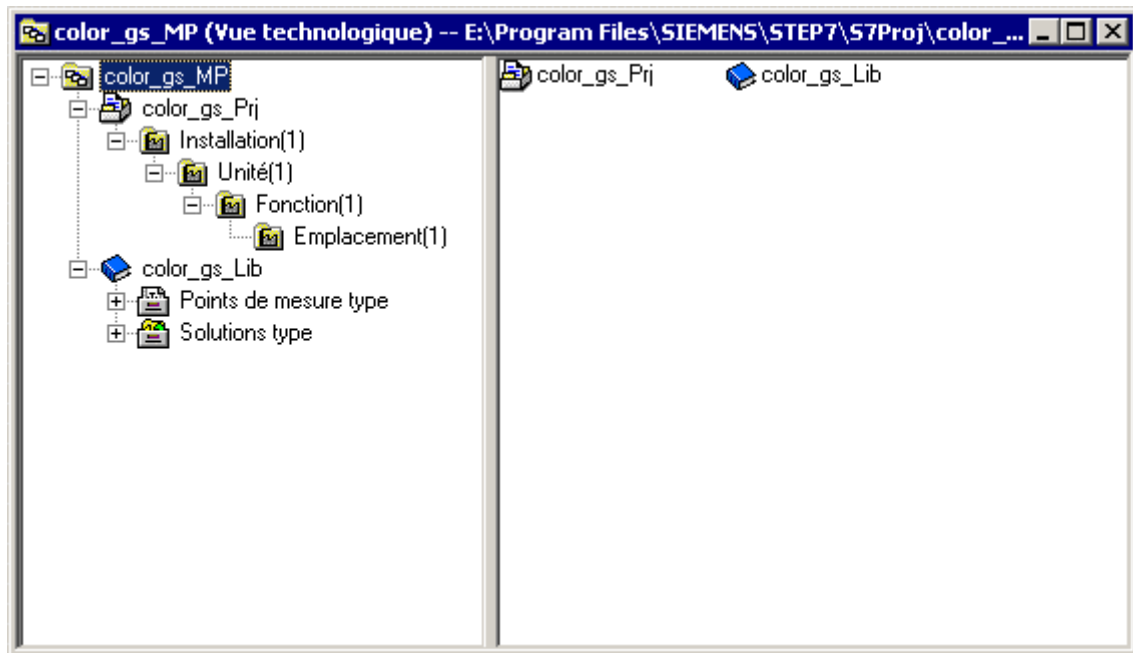 color_gs_MP (Vue technologique) -- E:\Program Files\SIEMENS\STEP7\S7Proj\color_...
color_gs_MP
color_gs_Prj
Installation(1)
Unité(1)
Fonction(1)
Emplacement(1)
color_gs_Lib
Points de mesure type
Solutions type
color_gs_Prj
color_gs_Lib